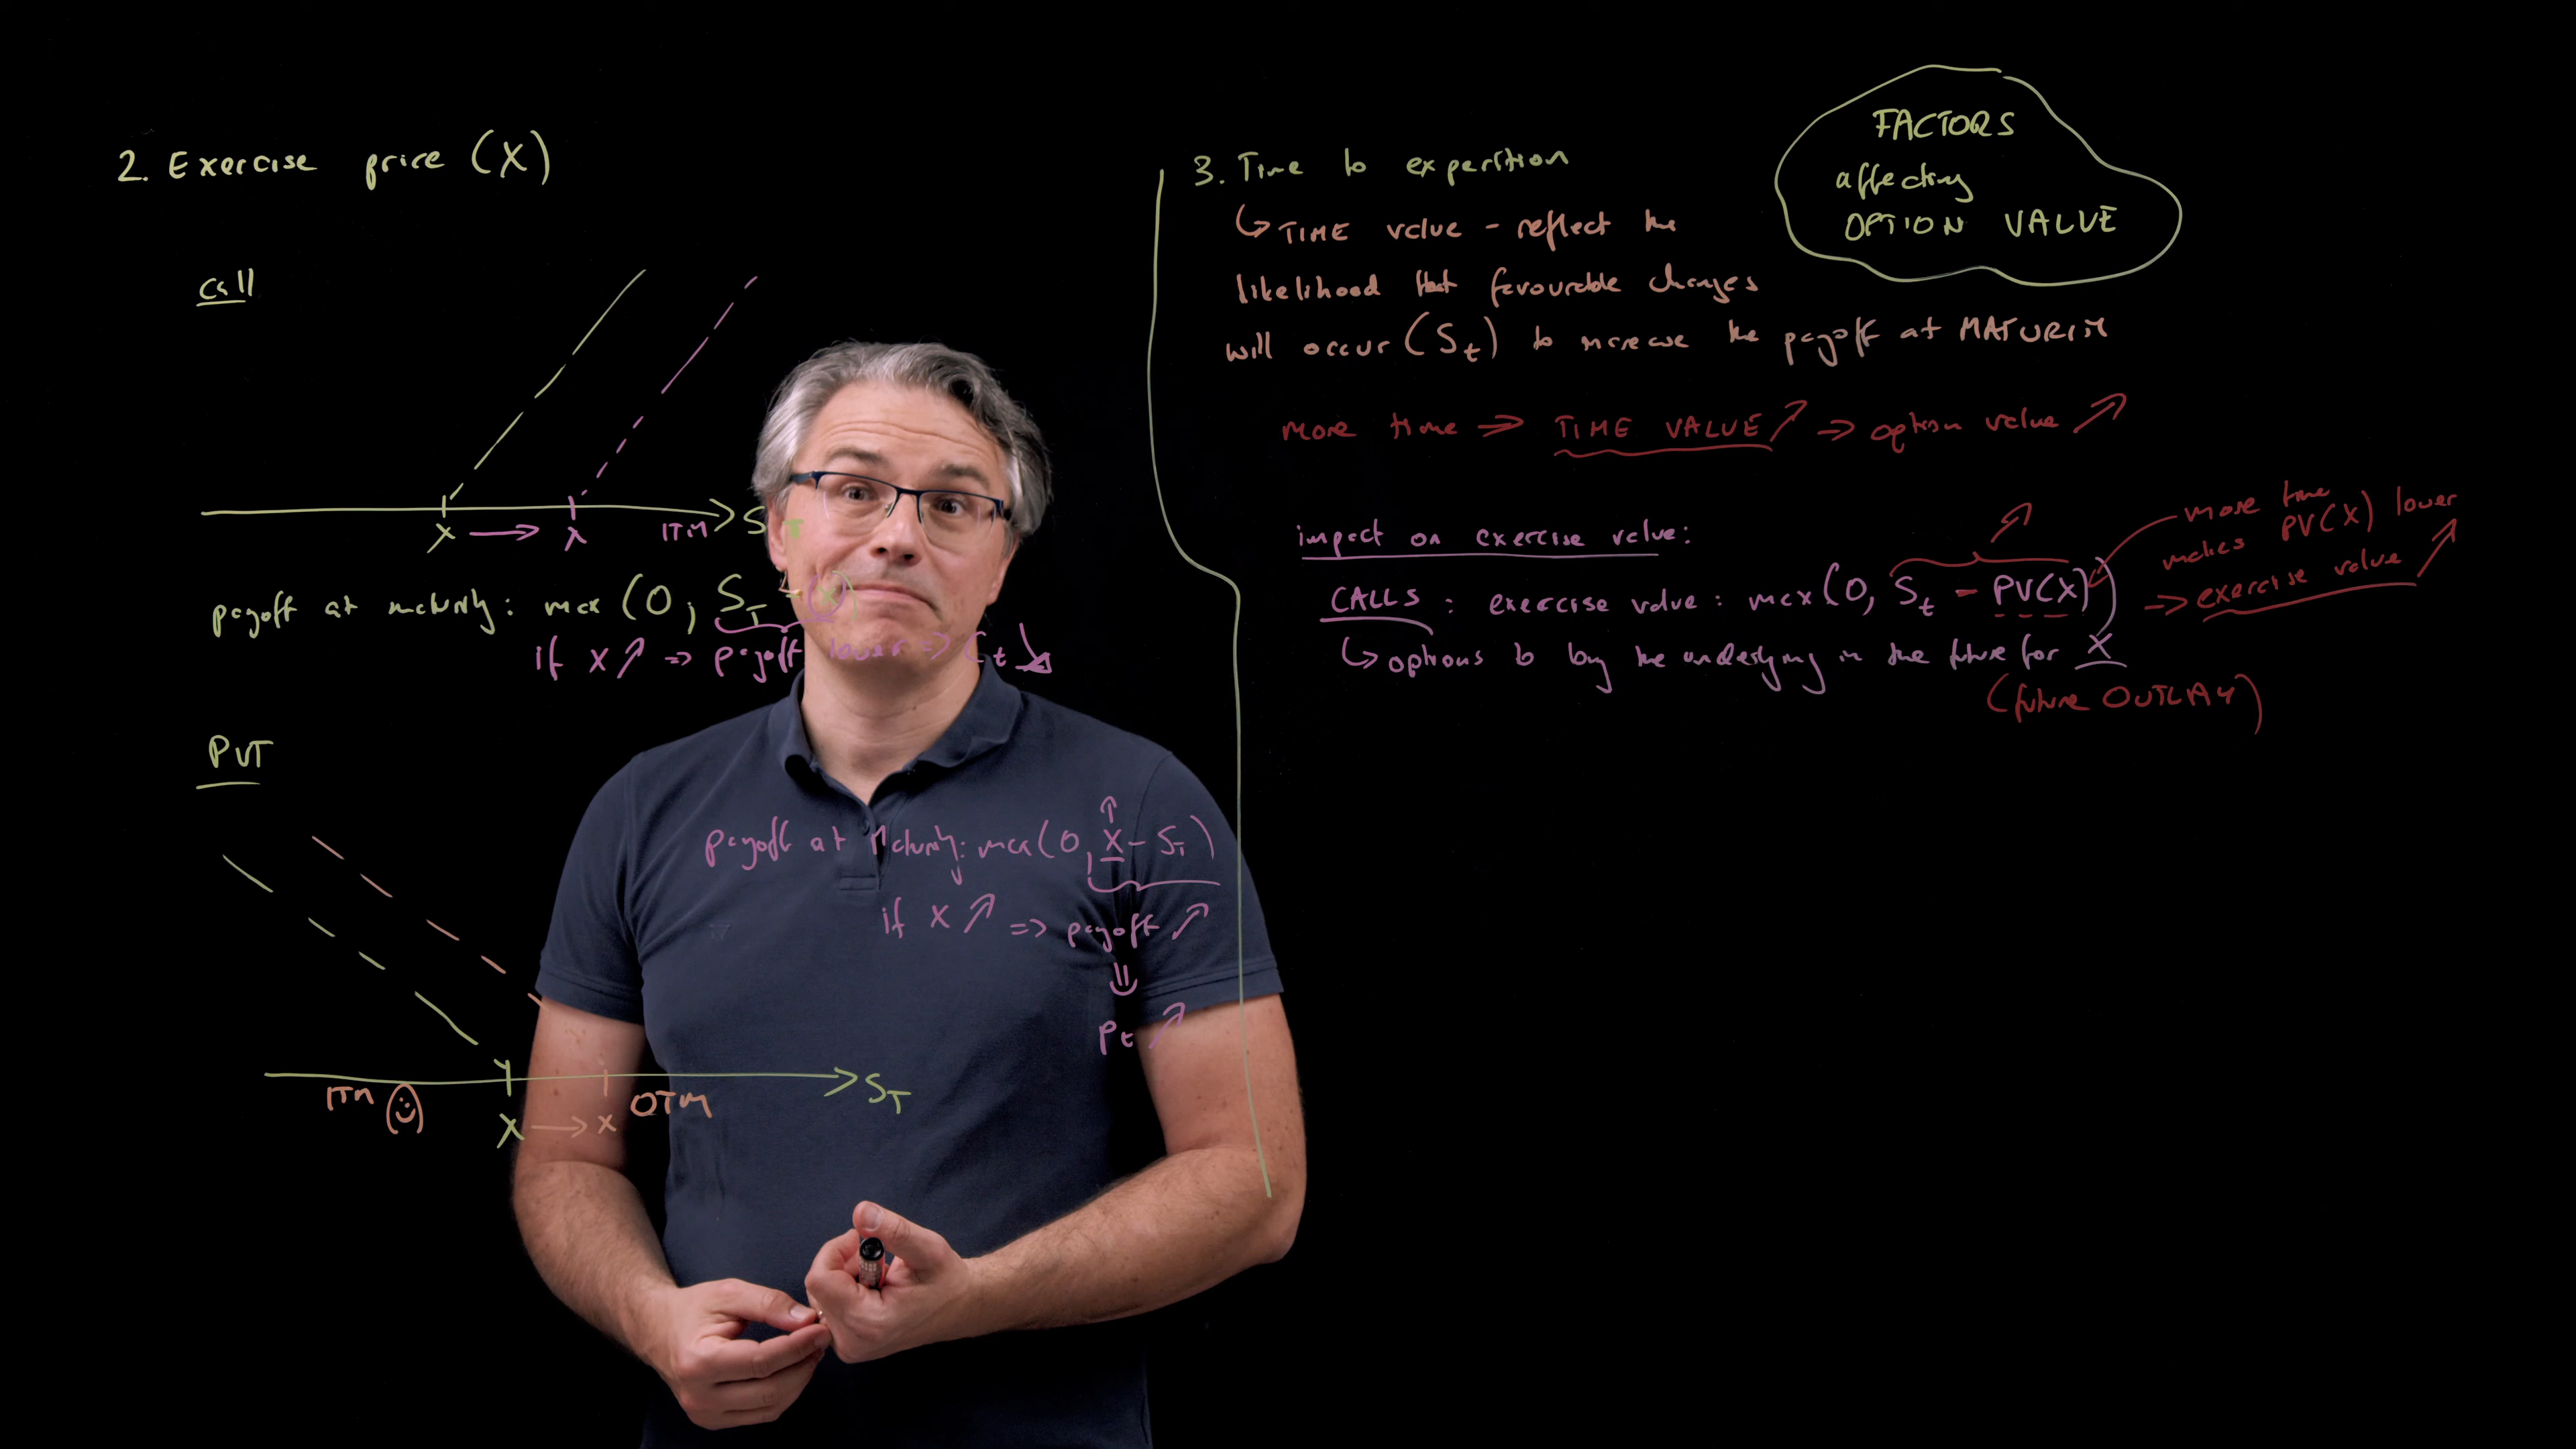 2. Exercise price (X)
call
X → X ITM S T
payoff at maturity: max (0; S_T - X)
if X ↗ => payoff lower => C_t ↘
PUT
payoff at Maturity: max (0, X - S_T)
if X ↗ => payoff ↗
⇓
P_t ↗
ITM OTM S_T
X → X
3. Time to experition
↳ TIME value - reflect the
likelihood that favourable changes
will occur (S_t) to increase the payoff at MATURITY
more time => TIME VALUE ↗ => option value ↗
impact on exercise value:
CALLS : exercise value : max (0, S_t - PV(X))
↳ options to buy the underlying in the future for X
(future OUTLAY)
more time
makes PV(X) lower
=> exercise value ↗
FACTORS
affecting
OPTION VALUE